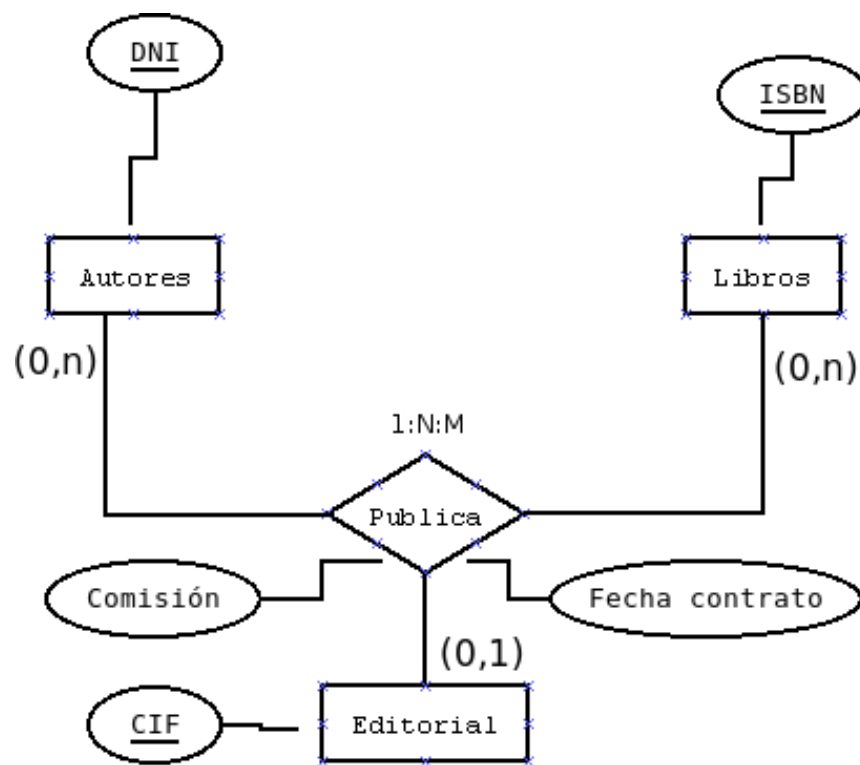 DNI
ISBN
Autores
Libros
(0,n)
(0,n)
1:N:M
Publica
Comisión
Fecha contrato
(0,1)
CIF
Editorial